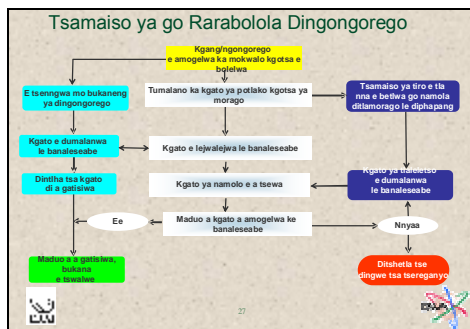 Tsamaiso ya go Rarabolola Dingongorego
Kgang/ngongorego
e amogelwa ka mokwalo kgotsa e
bolelwa
E tsenngwa mo bukaneng
ya dingongorego
Tumalano ka kgato ya potlako kgotsa ya
morago
Tsamaiso ya tiro e tla
nna e betlwa go namola
ditlamorago le diphapang
Kgato e dumalanwa
le banaleseabe
Kgato e lejwalejwa le banaleseabe
Dintlha tsa kgato
di a gatisiwa
Kgato ya namolo e a tsewa
e dumalanwa
le banaleseabe
Ee
Maduo a kgato a amogelwa ke
banaleseabe
Nnyaa
Maduo a a gatisiwa,
bukana
e tswalwe
Ditshetla tse
dingwe tsa tsereganyo
27